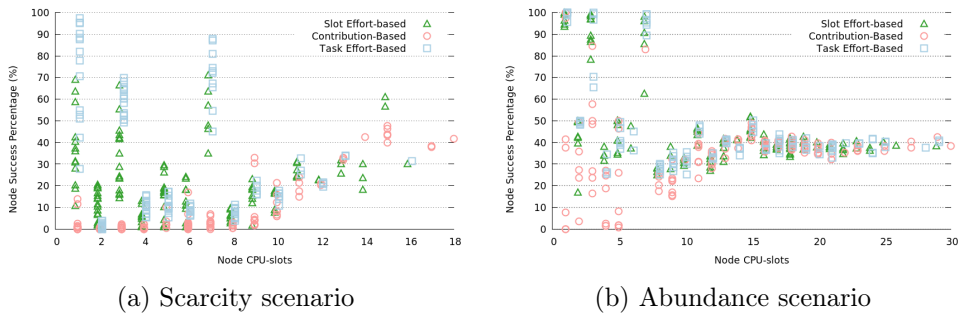 Node Success Percentage (%)
100
90
80
70
60
50
40
30
20
10
0
Slot Effort-based
Contribution-Based
Task Effort-Based
0 2 4 6 8 10 12 14 16 18
Node CPU-slots
(a) Scarcity scenario
Node Success Percentage (%)
100
90
80
70
60
50
40
30
20
10
0
Slot Effort-based
Contribution-Based
Task Effort-Based
0 5 10 15 20 25 30
Node CPU-slots
(b) Abundance scenario